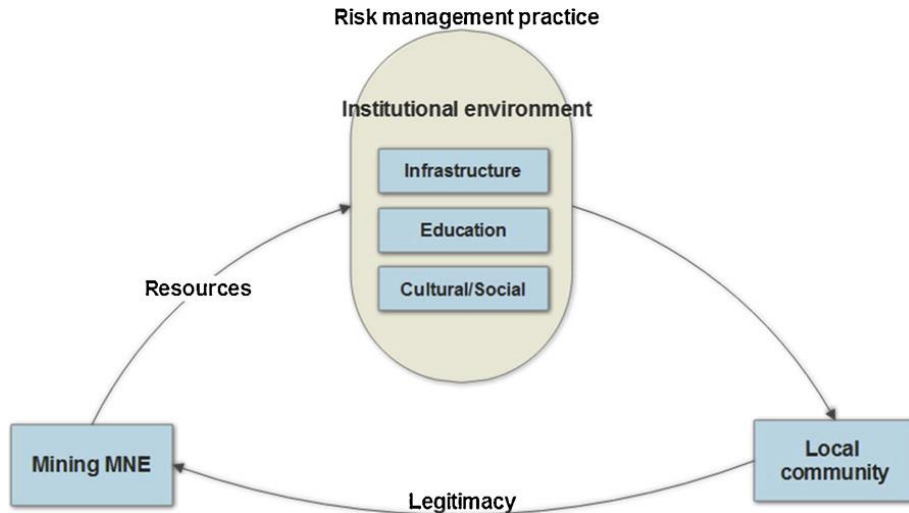 Risk management practice
Institutional environment
Infrastructure
Education
Cultural/Social
Resources
Mining MNE
Local
community
Legitimacy